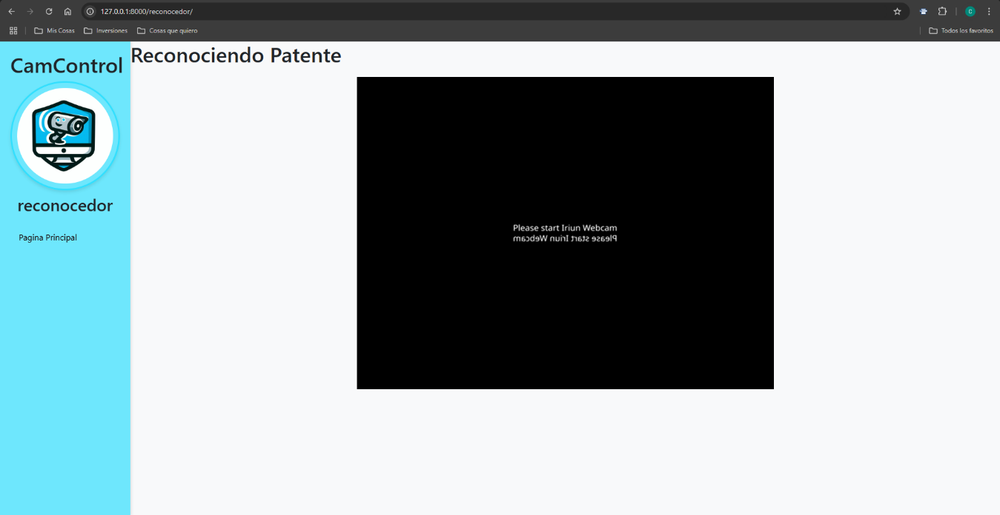 127.0.0.1:8000/reconocedor/
C
Mis Cosas
Inversiones
Cosas que quiero
Todos los favoritos
CamControl
reconocedor
Pagina Principal
Reconociendo Patente
Please start Iriun Webcam
Please start Iriun Webcam